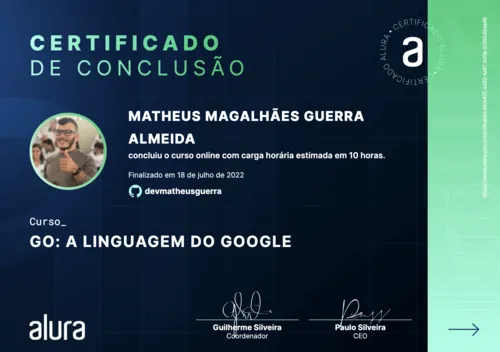 CERTIFICADO
DE CONCLUSÃO
ALURA · CERTIFICADO ALURA · CERTIFICADO
a
MATHEUS MAGALHÃES GUERRA
ALMEIDA
concluiu o curso online com carga horária estimada em 10 horas.
Finalizado em 18 de julho de 2022
devmatheusguerra
Curso_
GO: A LINGUAGEM DO GOOGLE
alura
Guilherme Silveira
Coordenador
Paulo Silveira
CEO